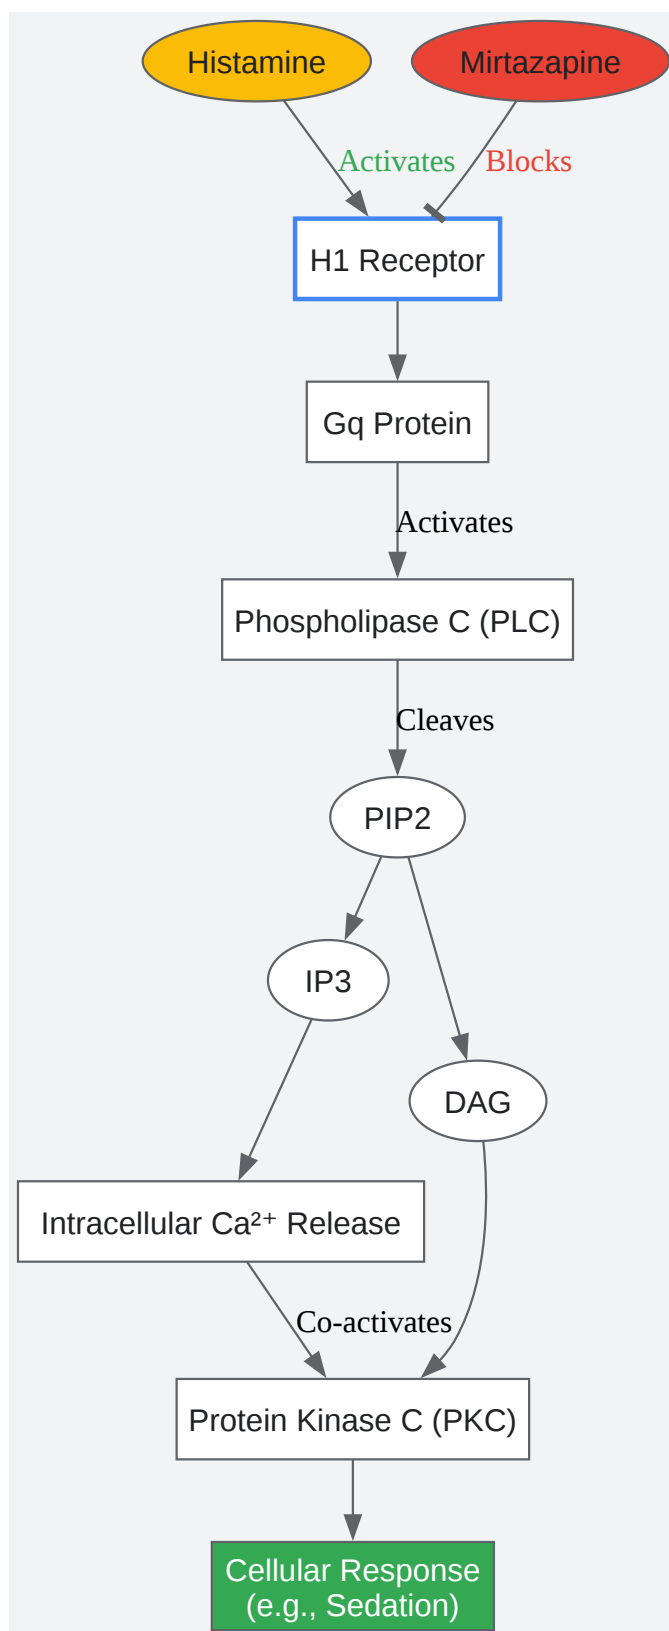 Histamine
Mirtazapine
Activates
Blocks
H1 Receptor
Gq Protein
Activates
Phospholipase C (PLC)
Cleaves
PIP2
IP3
DAG
Intracellular Ca²⁺ Release
Co-activates
Protein Kinase C (PKC)
Cellular Response
(e.g., Sedation)